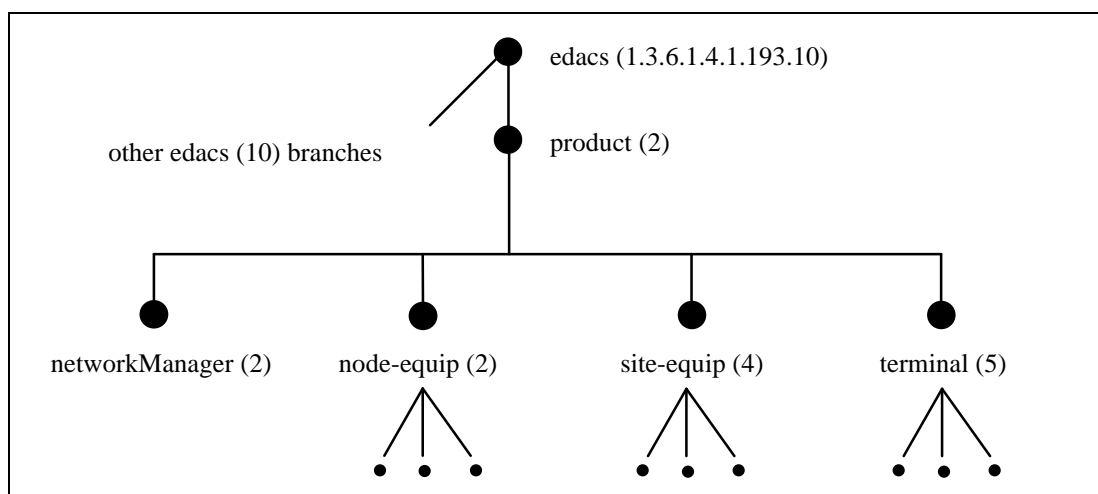 edacs (1.3.6.1.4.1.193.10)
other edacs (10) branches
product (2)
networkManager (2)
node-equip (2)
site-equip (4)
terminal (5)